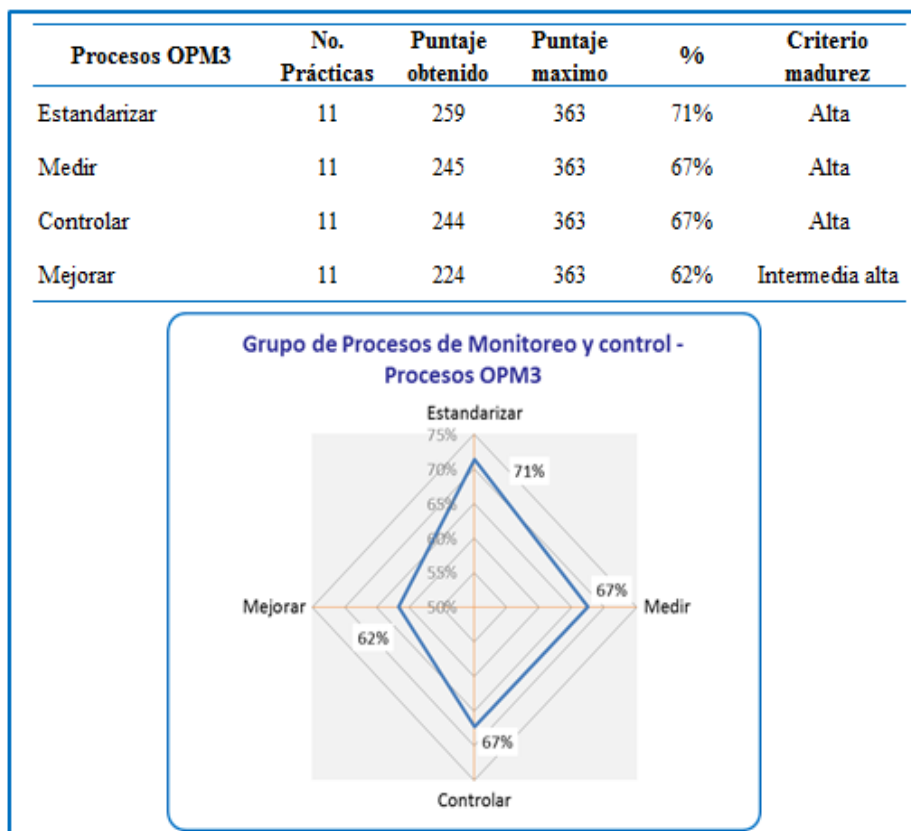 Procesos OPM3 No. Prácticas Puntaje obtenido Puntaje maximo % Criterio madurez
Estandarizar 11 259 363 71% Alta
Medir 11 245 363 67% Alta
Controlar 11 244 363 67% Alta
Mejorar 11 224 363 62% Intermedia alta
Grupo de Procesos de Monitoreo y control -
Procesos OPM3
Estandarizar
75%
70%
71%
65%
60%
55%
67%
Mejorar
50%
Medir
62%
67%
Controlar